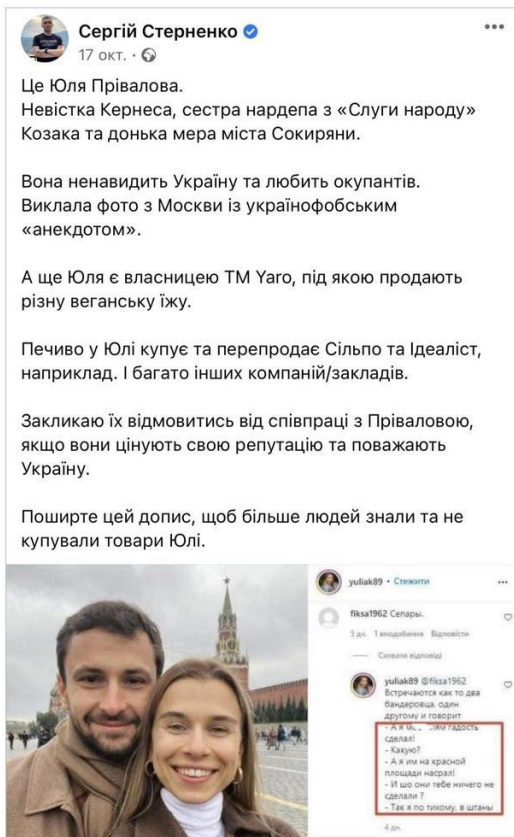 Сергій Стерненко
17 окт.
Це Юля Прівалова.
Невістка Кернеса, сестра нардепа з «Слуги народу»
Козака та донька мера міста Сокиряни.
Вона ненавидить Україну та любить окупантів.
Виклала фото з Москви із українофобським
«анекдотом».
А ще Юля є власницею ТМ Yaro, під якою продають
різну веганську їжу.
Печиво у Юлі купує та перепродає Сільпо та Ідеаліст,
наприклад. І багато інших компаній/закладів.
Закликаю їх відмовитись від співпраці з Пріваловою,
якщо вони цінують свою репутацію та поважають
Україну.
Поширте цей допис, щоб більше людей знали та не
купували товари Юлі.
yuliak89 • Стежити
fiksa1962 Сепары.
5 дн. 1 вподобання Відповісти
Сховати відповіді
yuliak89 @fiksa1962
Встречаются как то два
бандеровца, один
другому и говорит
- А я гадость
сделал!
- Какую?
- А я им на красной
площади насрал!
- И шо они тебе ничего не
сделали ?
- Так я по тихому, в штаны
4 дн.